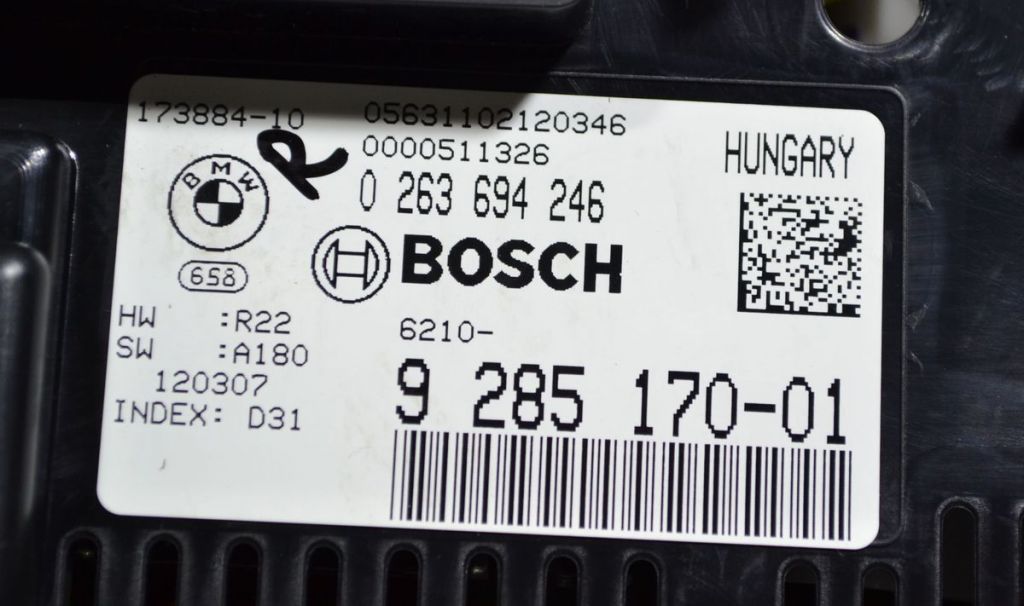 173884-10
05631102120346
0000511326
R
0 263 694 246
HUNGARY
BMW
658
BOSCH
HW :R22
SW :A180
120307
INDEX: D31
6210-
9 285 170-01